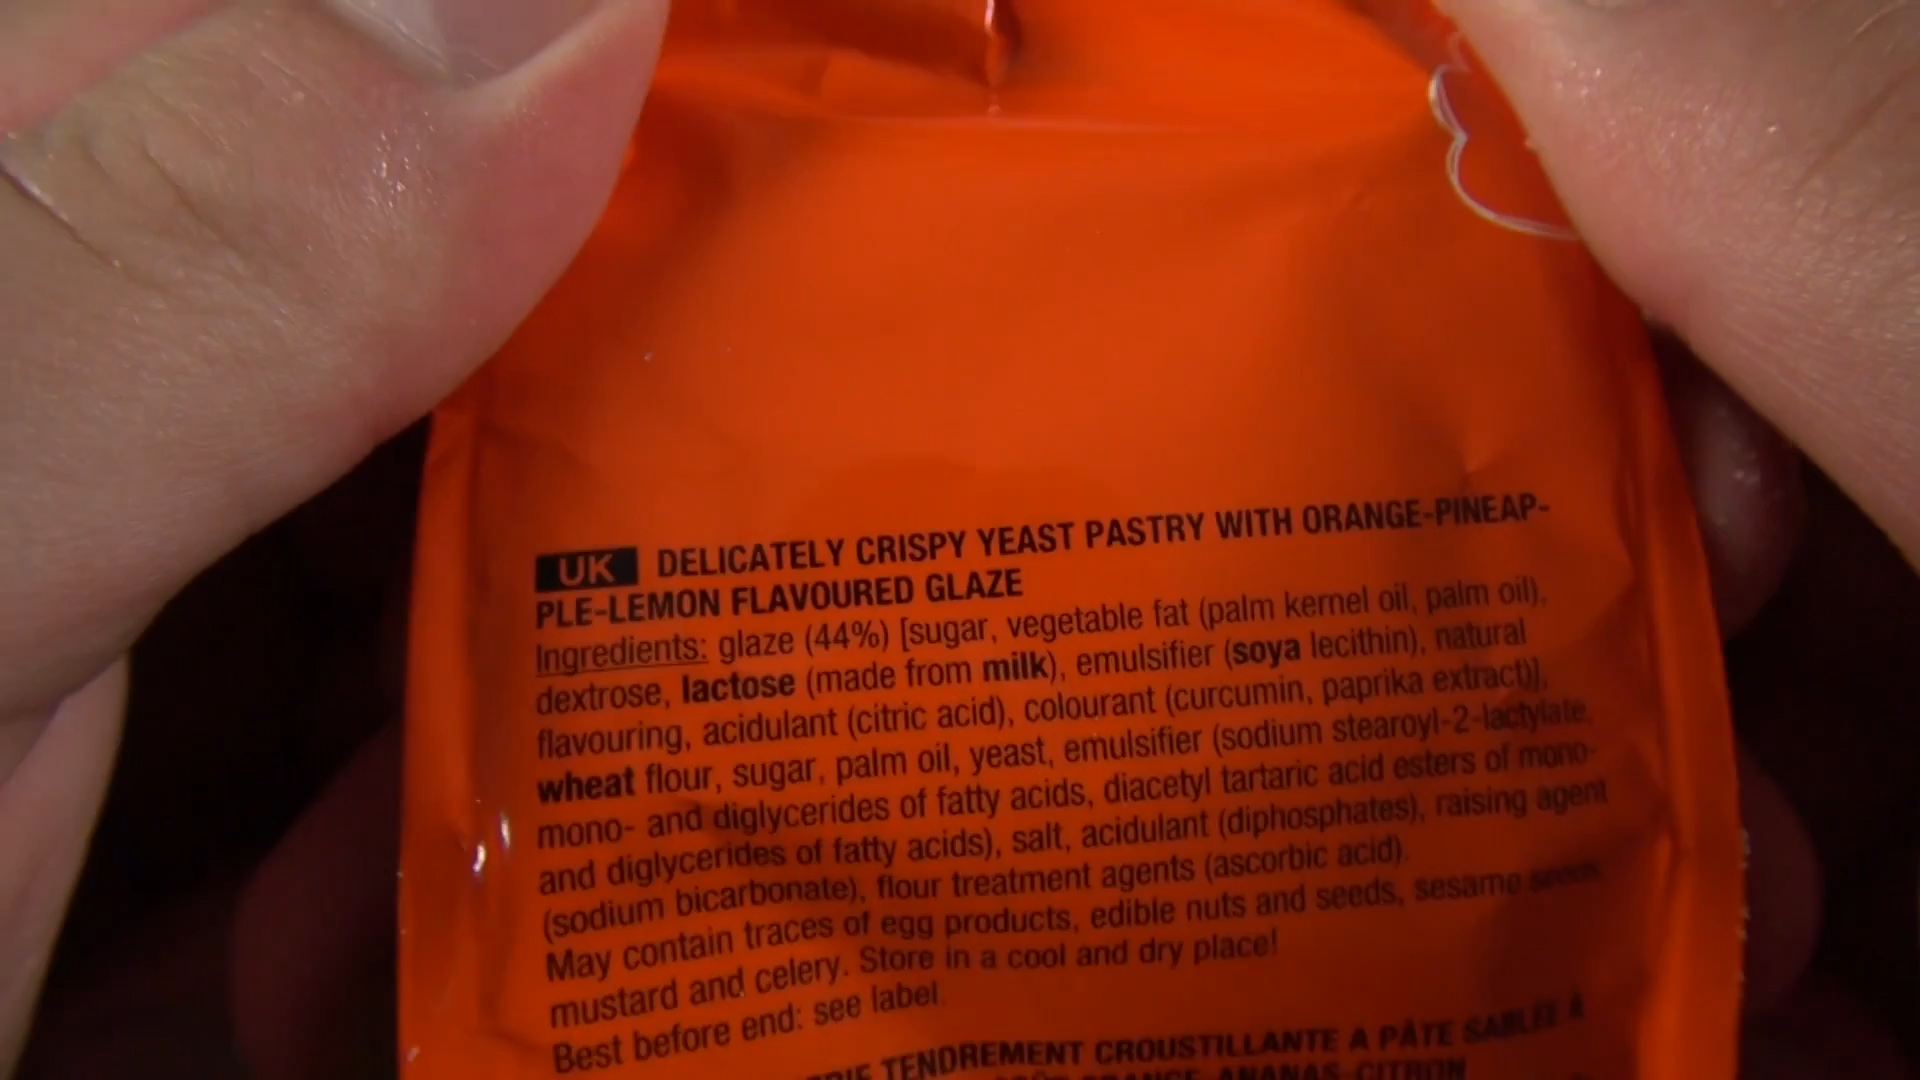 UK DELICATELY CRISPY YEAST PASTRY WITH ORANGE-PINEAP-
PLE-LEMON FLAVOURED GLAZE
Ingredients: glaze (44%) [sugar, vegetable fat (palm kernel oil, palm oil),
dextrose, lactose (made from milk), emulsifier (soya lecithin), natural
flavouring, acidulant (citric acid), colourant (curcumin, paprika extract)],
wheat flour, sugar, palm oil, yeast, emulsifier (sodium stearoyl-2-lactylate,
mono- and diglycerides of fatty acids, diacetyl tartaric acid esters of mono-
and diglycerides of fatty acids), salt, acidulant (diphosphates), raising agent
(sodium bicarbonate), flour treatment agents (ascorbic acid).
May contain traces of egg products, edible nuts and seeds, sesame seeds,
mustard and celery. Store in a cool and dry place!
Best before end: see label.
TENDREMENT CROUSTILLANTE A PÂTE SABLÉE À
ORANGE-ANANAS-CITRON